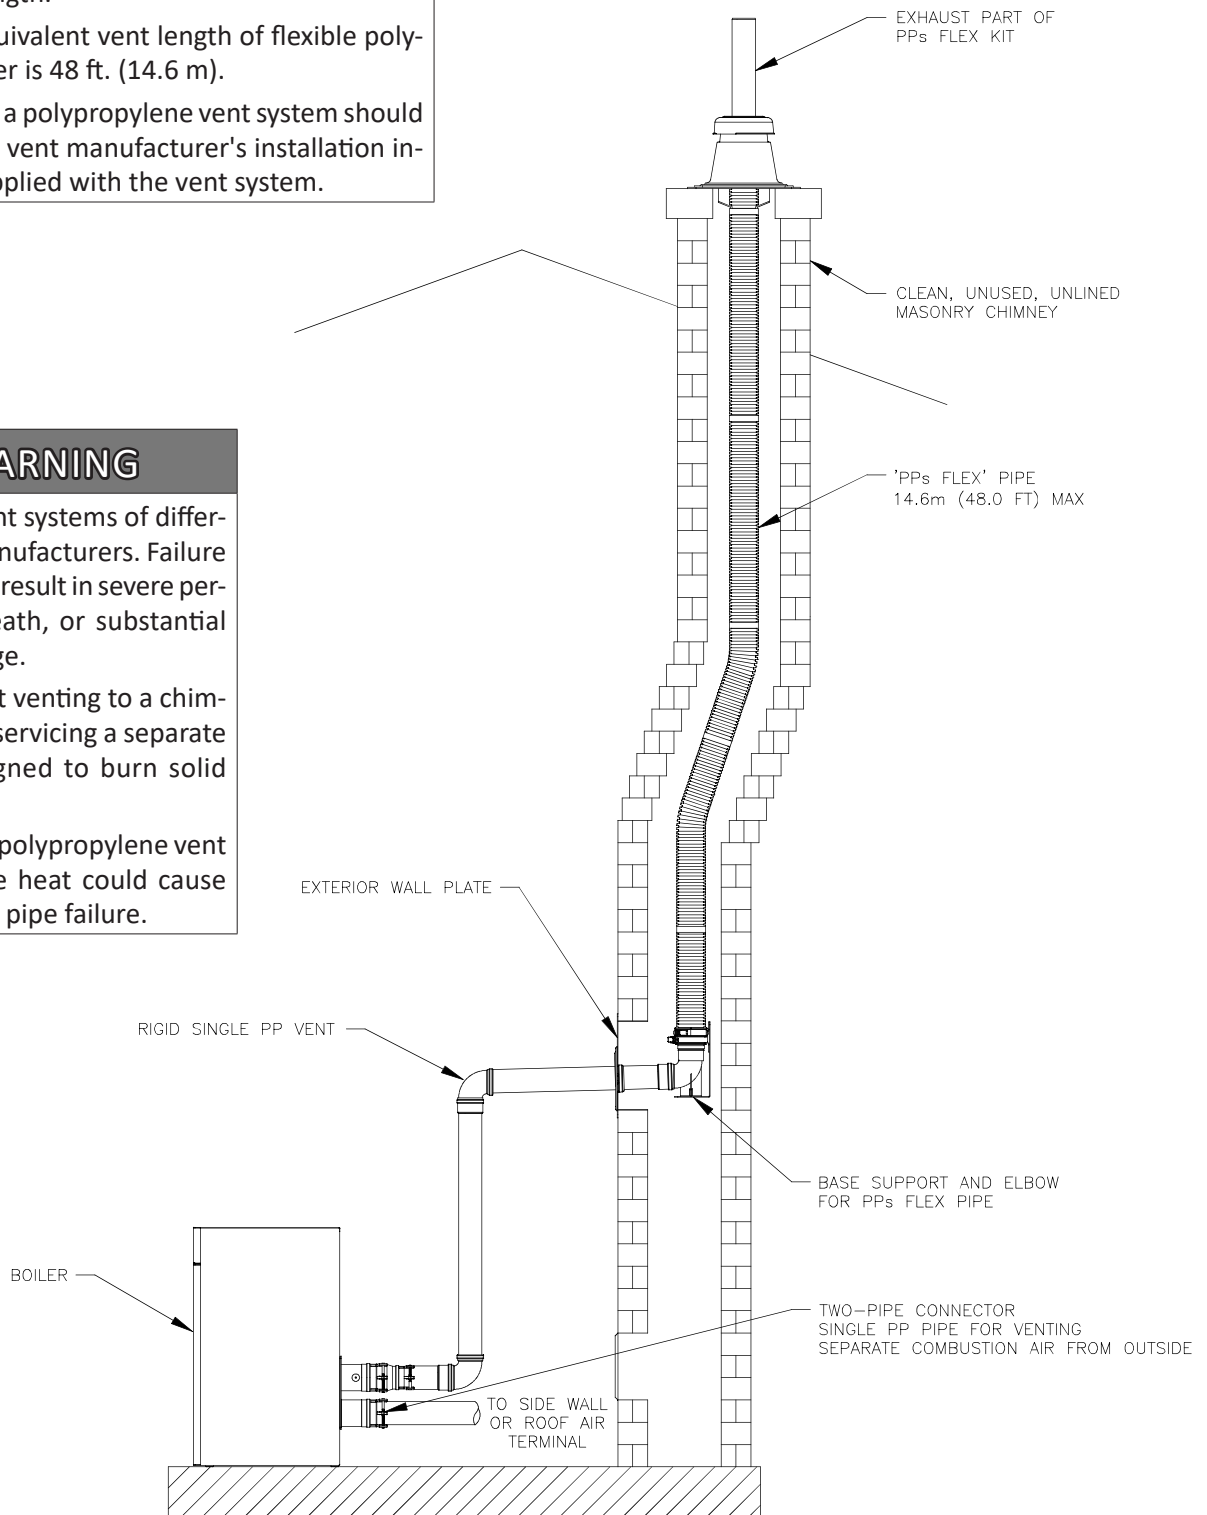 ngth.
uivalent vent length of flexible poly-
er is 48 ft. (14.6 m).
a polypropylene vent system should
vent manufacturer's installation in-
pplied with the vent system.
EXHAUST PART OF
PPs FLEX KIT
CLEAN, UNUSED, UNLINED
MASONRY CHIMNEY
ARNING
nt systems of differ-
nufacturers. Failure
result in severe per-
eath, or substantial
ge.
t venting to a chim-
servicing a separate
gned to burn solid
polypropylene vent
e heat could cause
pipe failure.
'PPs FLEX' PIPE
14.6m (48.0 FT) MAX
EXTERIOR WALL PLATE
RIGID SINGLE PP VENT
BASE SUPPORT AND ELBOW
FOR PPs FLEX PIPE
BOILER
TWO-PIPE CONNECTOR
SINGLE PP PIPE FOR VENTING
SEPARATE COMBUSTION AIR FROM OUTSIDE
TO SIDE WALL
OR ROOF AIR
TERMINAL